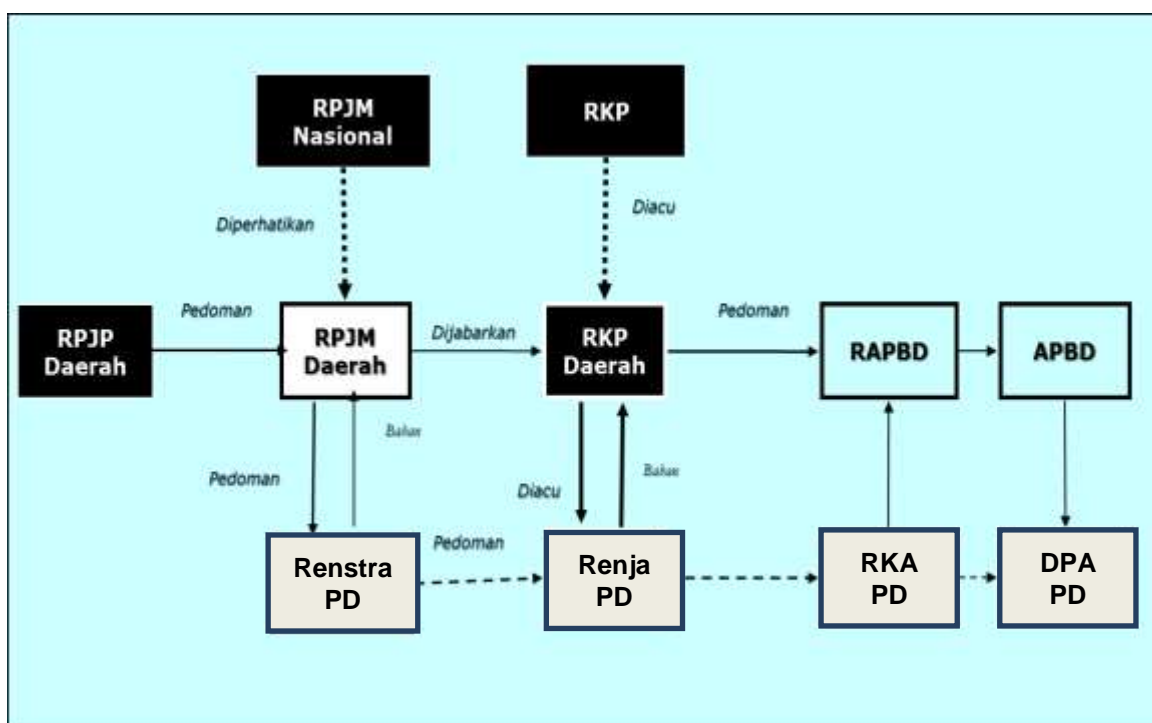 RPJM
Nasional
RKP
Diperhatikan
Diacu
Pedoman
Dijabarkan
Pedoman
RPJP
Daerah
RPJM
Daerah
RKP
Daerah
RAPBD
APBD
Pedoman
Bahan
Diacu
Bahan
Pedoman
Renstra
PD
Renja
PD
RKA
PD
DPA
PD